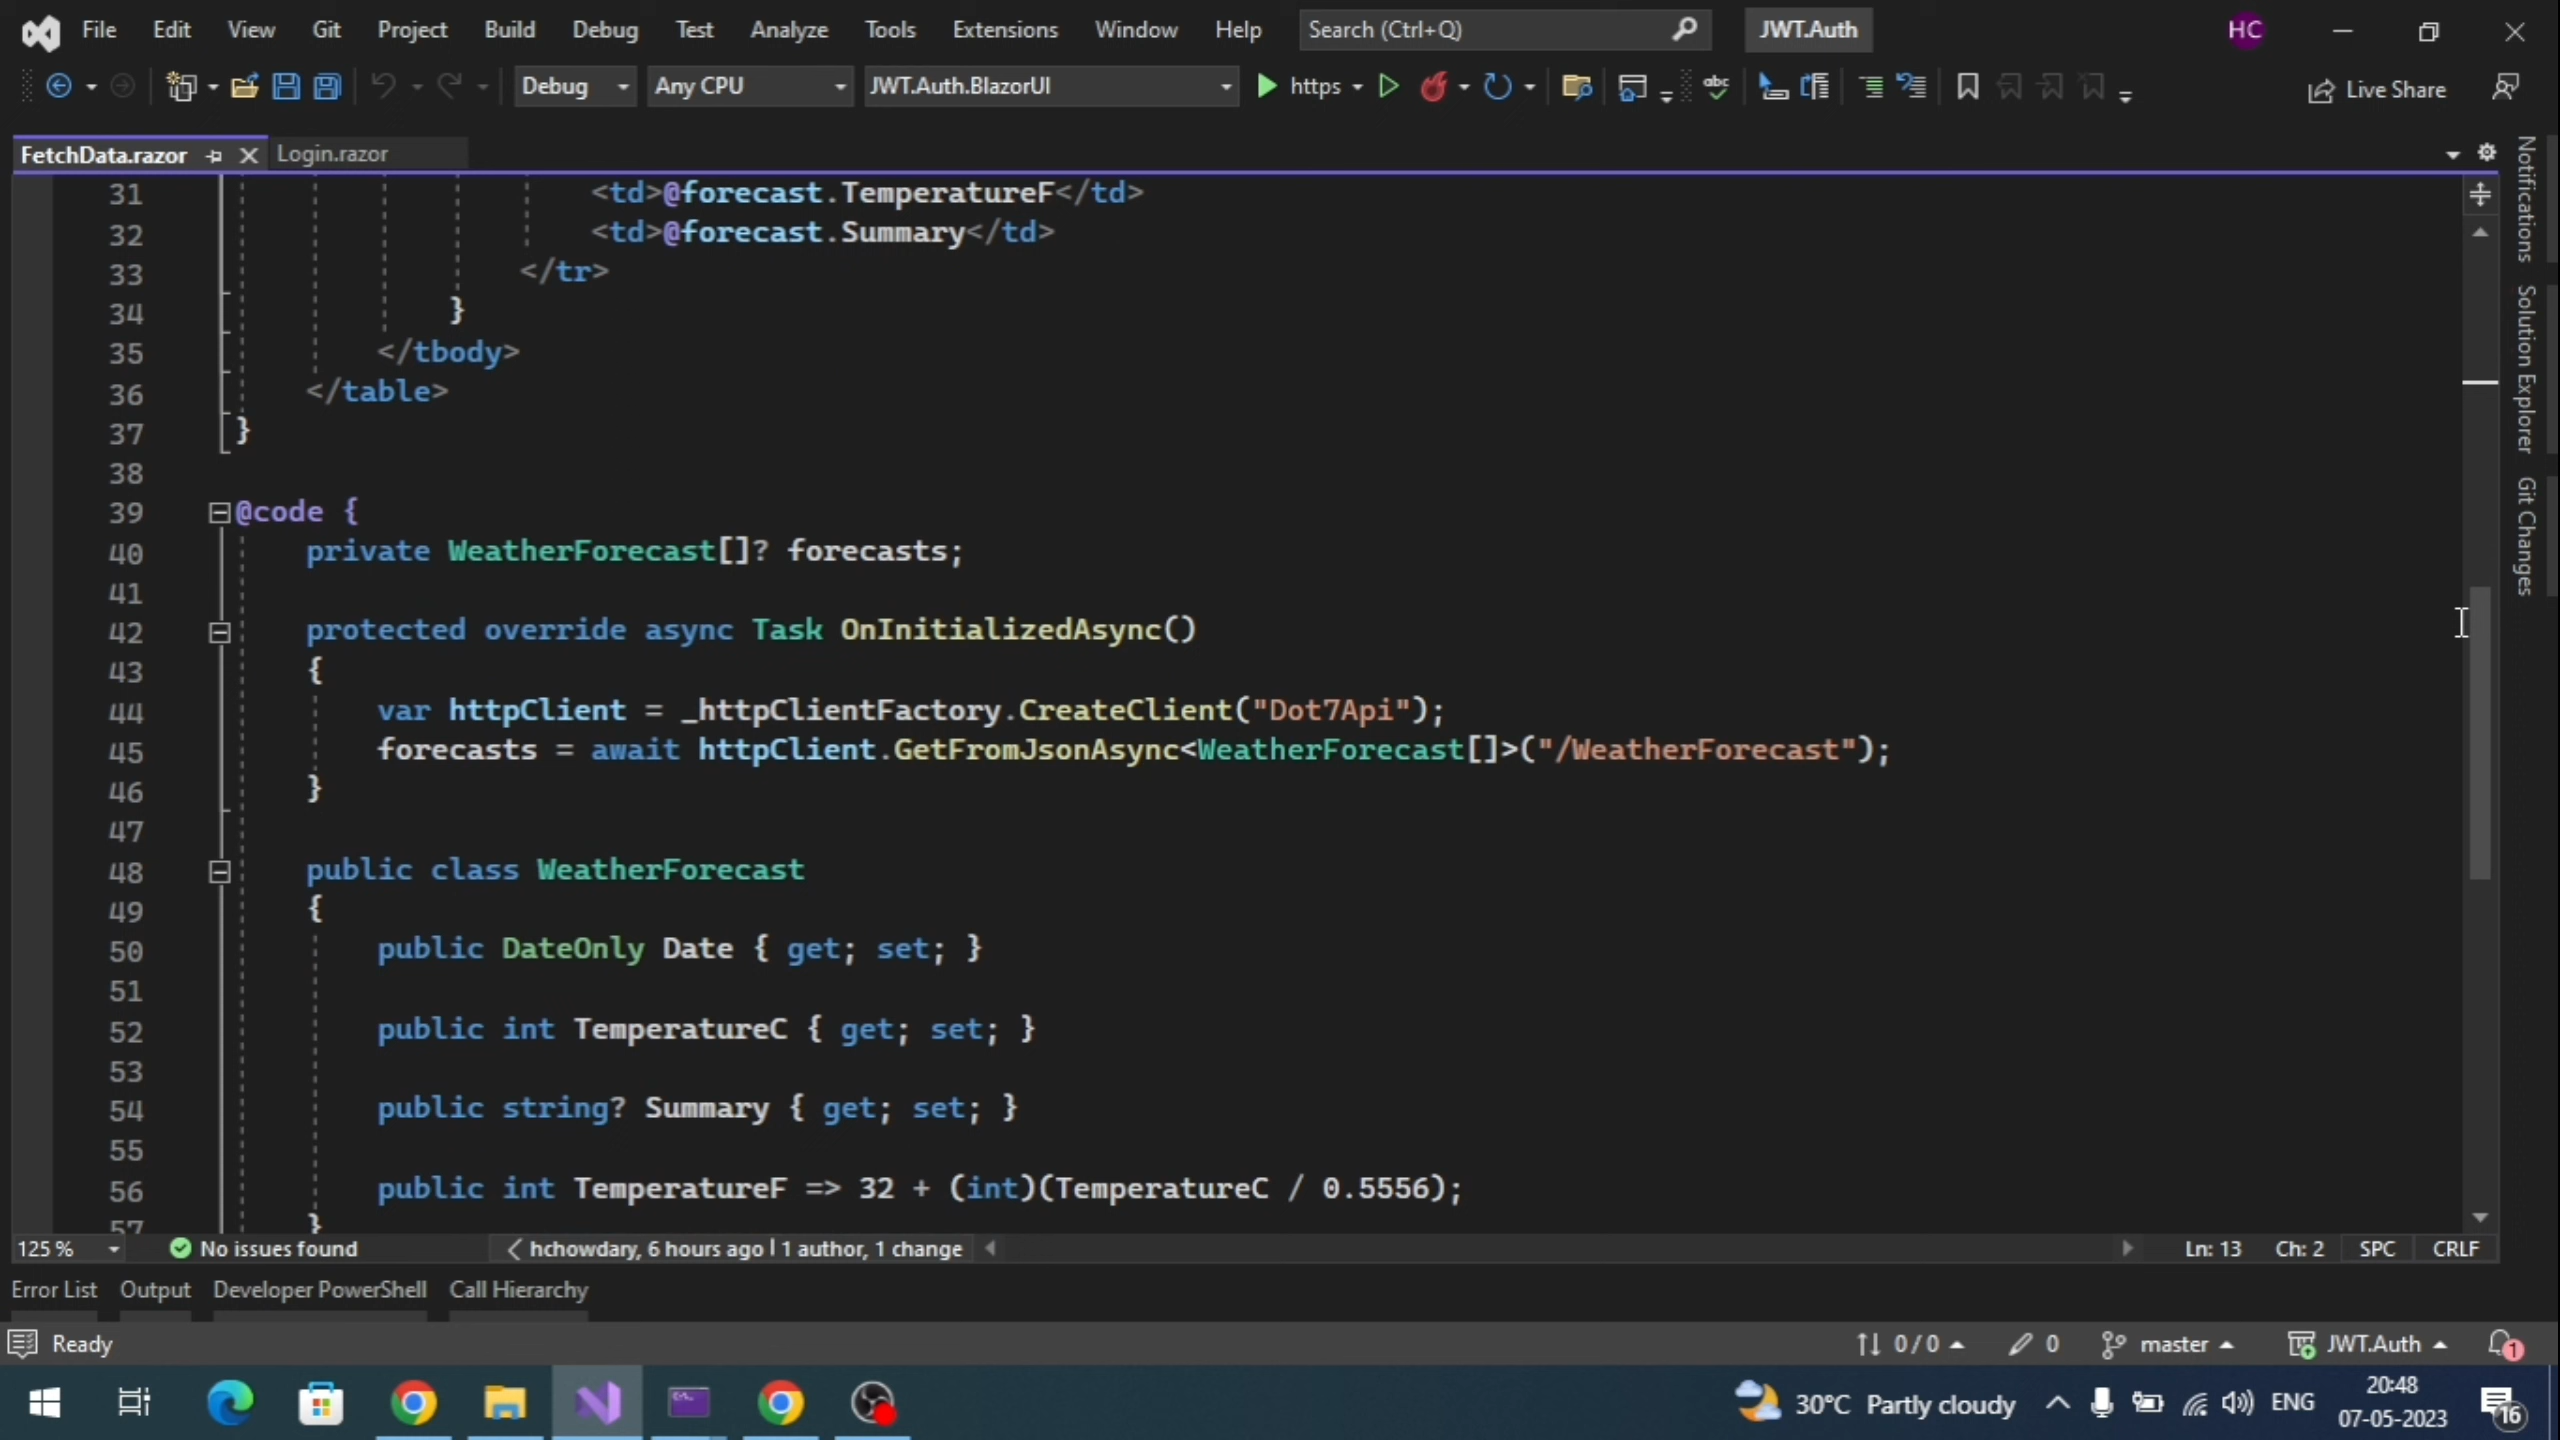 File Edit View Git Project Build Debug Test Analyze Tools Extensions Window Help Search (Ctrl+Q) JWT.Auth HC
Debug Any CPU JWT.Auth.BlazorUI https Live Share
FetchData.razor Login.razor
Notifications
Solution Explorer
Git Changes
31 <td>@forecast.TemperatureF</td>
32 <td>@forecast.Summary</td>
33 </tr>
34 }
35 </tbody>
36 </table>
37 }
38
39 @code {
40 private WeatherForecast[]? forecasts;
41
42 protected override async Task OnInitializedAsync()
43 {
44 var httpClient = _httpClientFactory.CreateClient("Dot7Api");
45 forecasts = await httpClient.GetFromJsonAsync<WeatherForecast[]>("/WeatherForecast");
46 }
47
48 public class WeatherForecast
49 {
50 public DateOnly Date { get; set; }
51
52 public int TemperatureC { get; set; }
53
54 public string? Summary { get; set; }
55
56 public int TemperatureF => 32 + (int)(TemperatureC / 0.5556);
57 }
125 % No issues found hchowdary, 6 hours ago | 1 author, 1 change Ln: 13 Ch: 2 SPC CRLF
Error List Output Developer PowerShell Call Hierarchy
Ready 0 / 0 0 master JWT.Auth 1
30°C Partly cloudy ENG 20:48
07-05-2023 16